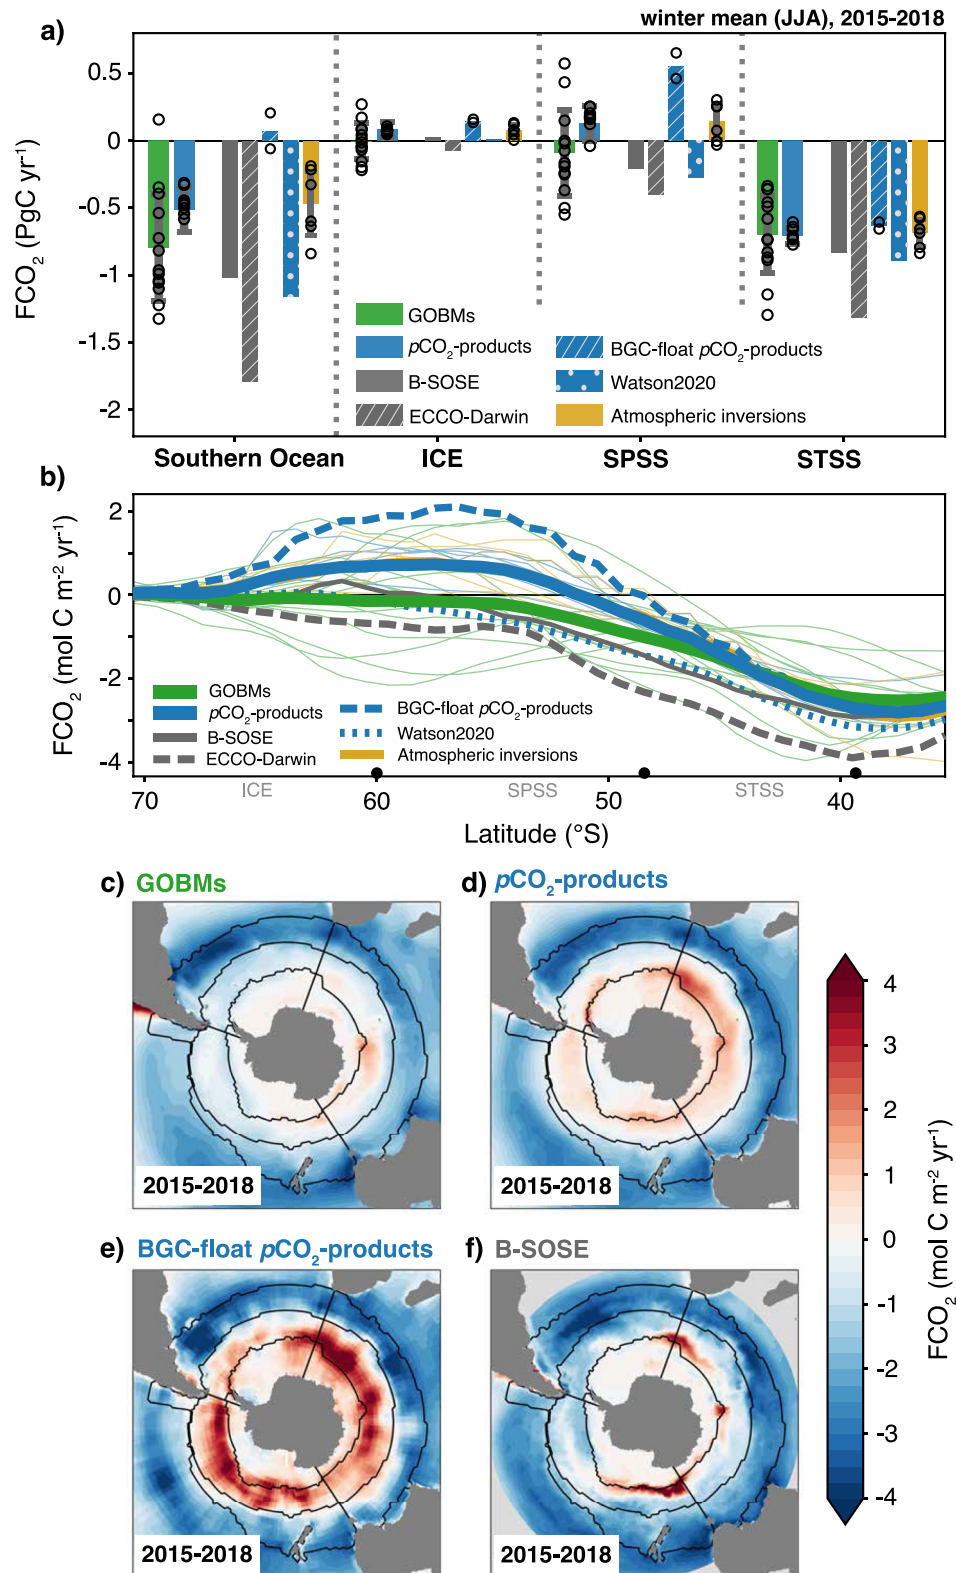 winter mean (JJA), 2015-2018
a)
0.5
0
-0.5
-1
-1.5
-2
FCO2 (PgC yr-1)
GOBMs
pCO2-products
B-SOSE
ECCO-Darwin
BGC-float pCO2-products
Watson2020
Atmospheric inversions
Southern Ocean ICE SPSS STSS
b)
2
0
-2
-4
FCO2 (mol C m-2 yr-1)
GOBMs
pCO2-products
B-SOSE
ECCO-Darwin
BGC-float pCO2-products
Watson2020
Atmospheric inversions
ICE SPSS STSS
70 60 50 40
Latitude (°S)
c) GOBMs
2015-2018
d) pCO2-products
2015-2018
e) BGC-float pCO2-products
2015-2018
f) B-SOSE
2015-2018
4
3
2
1
0
-1
-2
-3
-4
FCO2 (mol C m-2 yr-1)